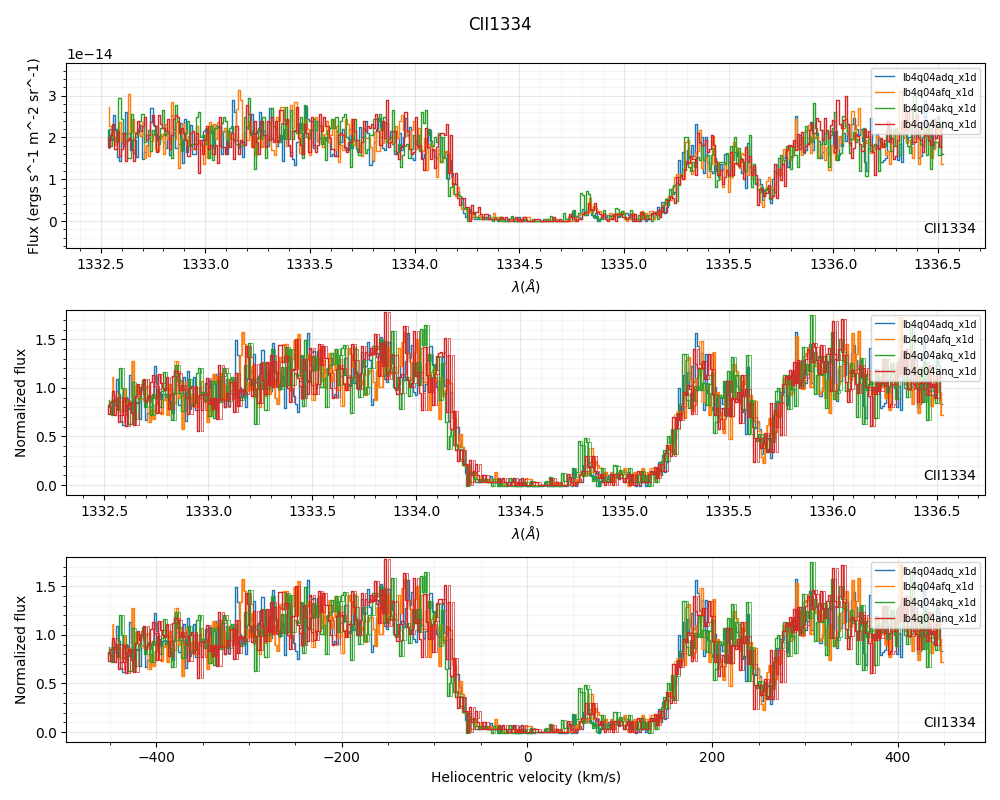 CII1334
1e−14
Flux (ergs s^-1 m^-2 sr^-1)
3
2
1
0
lb4q04adq_x1d
lb4q04afq_x1d
lb4q04akq_x1d
lb4q04anq_x1d
CII1334
1332.5 1333.0 1333.5 1334.0 1334.5 1335.0 1335.5 1336.0 1336.5
λ(Å)
Normalized flux
1.5
1.0
0.5
0.0
lb4q04adq_x1d
lb4q04afq_x1d
lb4q04akq_x1d
lb4q04anq_x1d
CII1334
1332.5 1333.0 1333.5 1334.0 1334.5 1335.0 1335.5 1336.0 1336.5
λ(Å)
Normalized flux
1.5
1.0
0.5
0.0
lb4q04adq_x1d
lb4q04afq_x1d
lb4q04akq_x1d
lb4q04anq_x1d
CII1334
−400 −200 0 200 400
Heliocentric velocity (km/s)